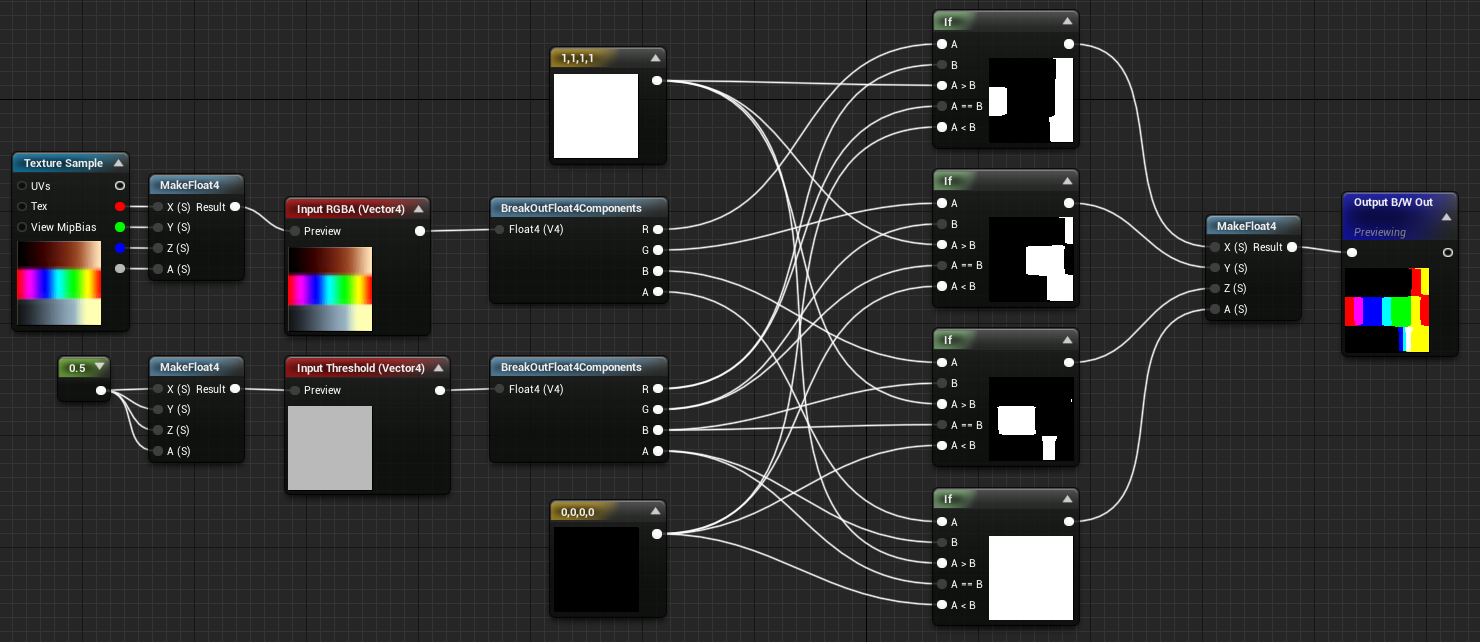 Texture Sample
UVs
Tex
View MipBias
MakeFloat4
X (S) Result
Y (S)
Z (S)
A (S)
Input RGBA (Vector4)
Preview
0.5
MakeFloat4
X (S) Result
Y (S)
Z (S)
A (S)
Input Threshold (Vector4)
Preview
1,1,1,1
BreakOutFloat4Components
Float4 (V4) R
G
B
A
BreakOutFloat4Components
Float4 (V4) R
G
B
A
0,0,0,0
If
A
B
A > B
A == B
A < B
If
A
B
A > B
A == B
A < B
If
A
B
A > B
A == B
A < B
If
A
B
A > B
A == B
A < B
MakeFloat4
X (S) Result
Y (S)
Z (S)
A (S)
Output B/W Out
Previewing